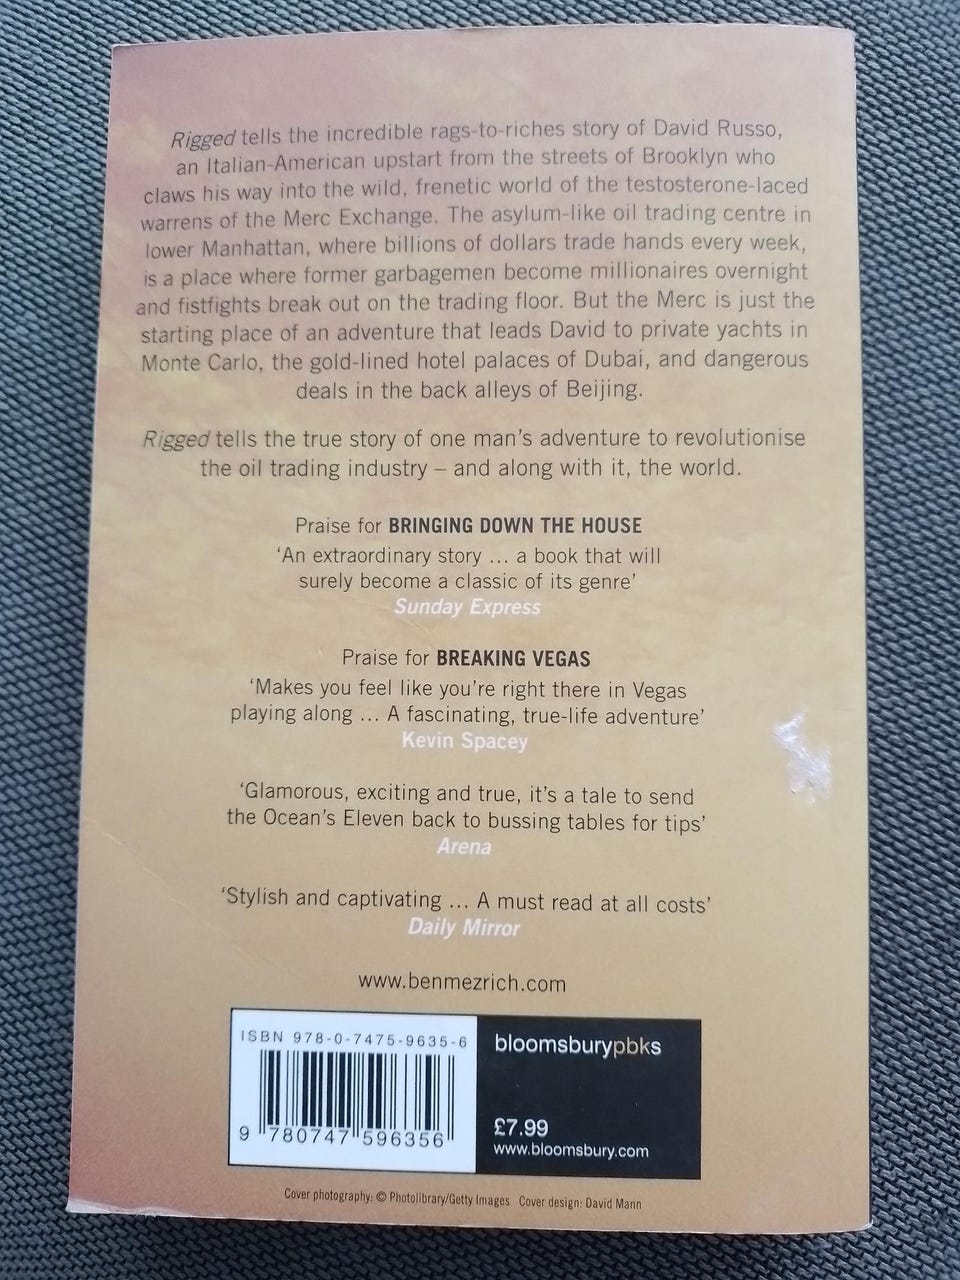 Rigged tells the incredible rags-to-riches story of David Russo,
an Italian-American upstart from the streets of Brooklyn who
claws his way into the wild, frenetic world of the testosterone-laced
warrens of the Merc Exchange. The asylum-like oil trading centre in
lower Manhattan, where billions of dollars trade hands every week,
is a place where former garbagemen become millionaires overnight
and fistfights break out on the trading floor. But the Merc is just the
starting place of an adventure that leads David to private yachts in
Monte Carlo, the gold-lined hotel palaces of Dubai, and dangerous
deals in the back alleys of Beijing.
Rigged tells the true story of one man's adventure to revolutionise
the oil trading industry – and along with it, the world.
Praise for BRINGING DOWN THE HOUSE
‘An extraordinary story ... a book that will
surely become a classic of its genre’
Sunday Express
Praise for BREAKING VEGAS
‘Makes you feel like you’re right there in Vegas
playing along ... A fascinating, true-life adventure’
Kevin Spacey
‘Glamorous, exciting and true, it’s a tale to send
the Ocean’s Eleven back to bussing tables for tips’
Arena
‘Stylish and captivating ... A must read at all costs’
Daily Mirror
www.benmezrich.com
ISBN 978-0-7475-9635-6
9 780747 596356
bloomsburypbks
£7.99
www.bloomsbury.com
Cover photography: © Photolibrary/Getty Images Cover design: David Mann